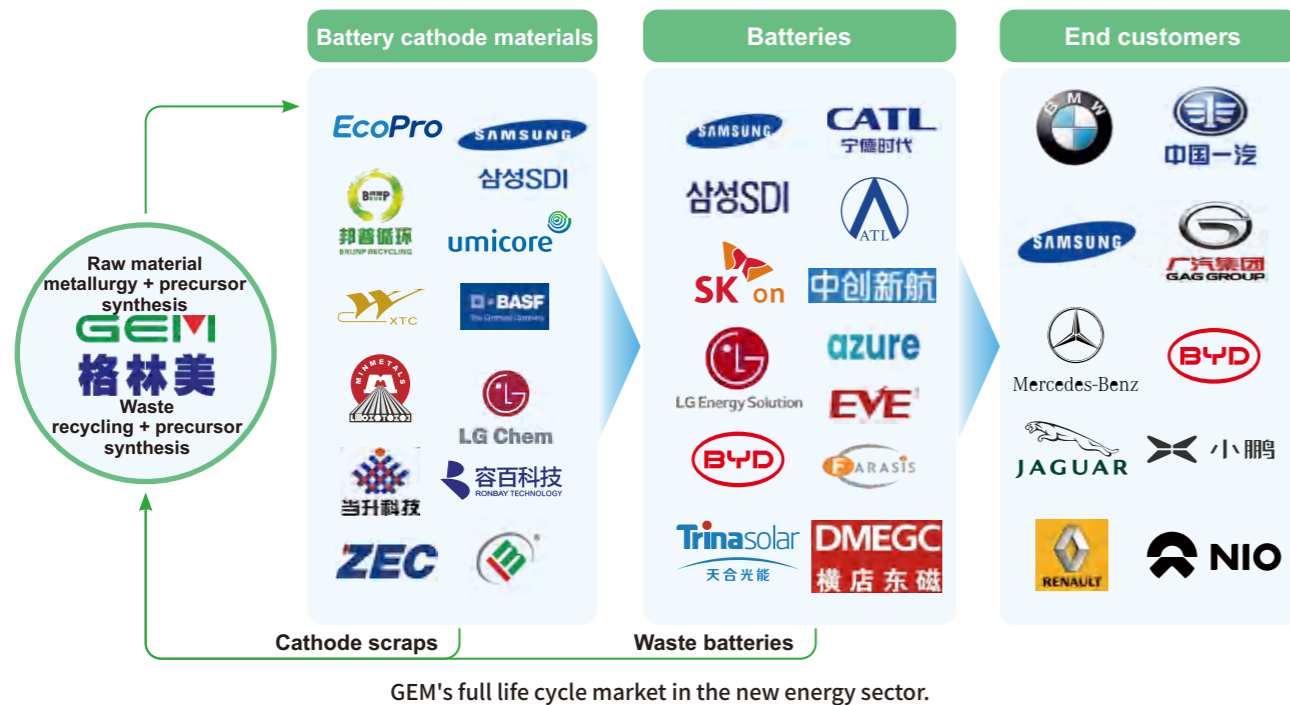 Battery cathode materials
Batteries
End customers
Raw material
metallurgy + precursor
synthesis
GEM
格林美
Waste
recycling + precursor
synthesis
EcoPro
SAMSUNG
삼성SDI
BRUNP
邦普循环
BRUNP RECYCLING
umicore
XTC
BASF
The Chemical Company
MINMETALS
LG Chem
当升科技
容百科技
RONBAY TECHNOLOGY
ZEC
®
SAMSUNG
CATL
宁德时代
삼성SDI
ATL
SK on
中创新航
LG Energy Solution
azure
EVE
BYD
FARASIS
Trinasolar
天合光能
DMEGC
横店东磁
BMW
中国一汽
SAMSUNG
广汽集团
GAG GROUP
Mercedes-Benz
BYD
JAGUAR
小鹏
RENAULT
NIO
Cathode scraps
Waste batteries
GEM's full life cycle market in the new energy sector.